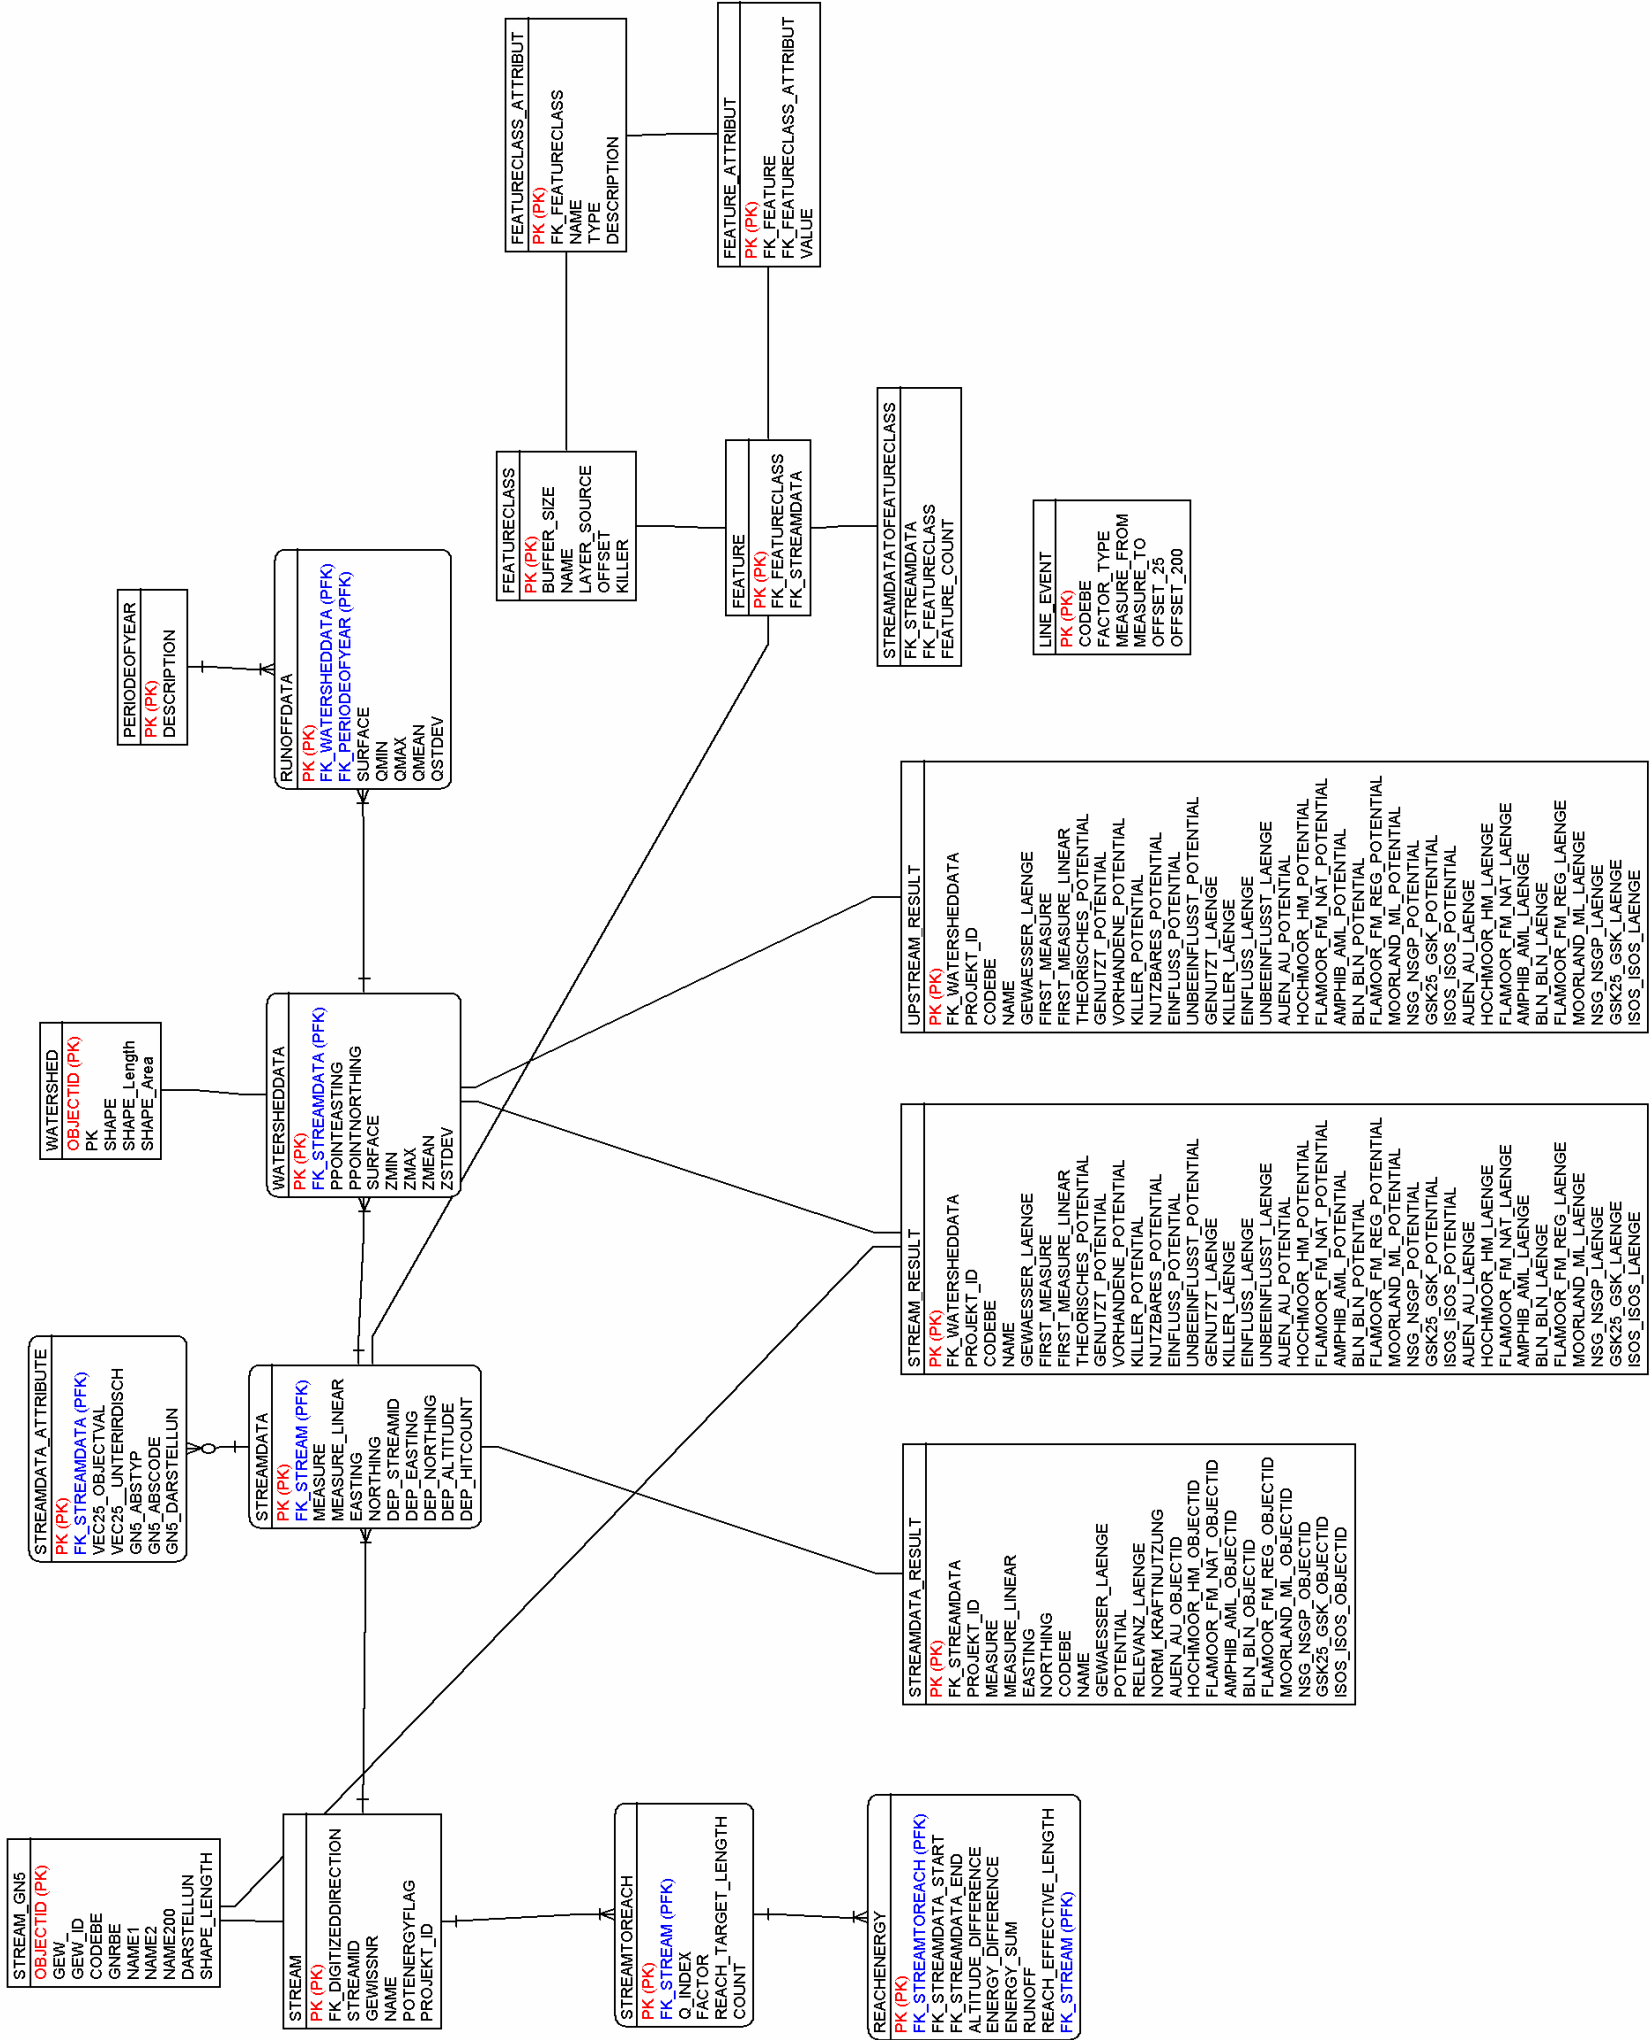 STREAM_GN5
OBJECTID (PK)
GEW_
GEW_ID
CODEBE
GNRBE
NAME1
NAME2
NAME200
DARSTELLUN
SHAPE_LENGTH
STREAM
PK (PK)
FK_DIGITIZEDDIRECTION
STREAMID
GEWISSNR
NAME
POTENERGYFLAG
PROJEKT_ID
STREAMTOREACH
PK (PK)
FK_STREAM (PFK)
Q_INDEX
FACTOR
REACH_TARGET_LENGTH
COUNT
REACHENERGY
PK (PK)
FK_STREAMTOREACH (PFK)
FK_STREAMDATA_START
FK_STREAMDATA_END
ALTITUDE_DIFFERENCE
ENERGY_DIFFERENCE
ENERGY_SUM
RUNOFF
REACH_EFFECTIVE_LENGTH
FK_STREAM (PFK)
STREAMDATA_ATTRIBUTE
PK (PK)
FK_STREAMDATA (PFK)
VEC25_OBJECTVAL
VEC25__UNTERIRDISCH
GN5_ABSTYP
GN5_ABSCODE
GN5_DARSTELLUN
STREAMDATA
PK (PK)
FK_STREAM (PFK)
MEASURE
MEASURE_LINEAR
EASTING
NORTHING
DEP_STREAMID
DEP_EASTING
DEP_NORTHING
DEP_ALTITUDE
DEP_HITCOUNT
STREAMDATA_RESULT
PK (PK)
FK_STREAMDATA
PROJEKT_ID
MEASURE
MEASURE_LINEAR
EASTING
NORTHING
CODEBE
NAME
GEWAESSER_LAENGE
POTENTIAL
RELEVANZ_LAENGE
NORM_KRAFTNUTZUNG
AUEN_AU_OBJECTID
HOCHMOOR_HM_OBJECTID
FLAMOOR_FM_NAT_OBJECTID
AMPHIB_AML_OBJECTID
BLN_BLN_OBJECTID
FLAMOOR_FM_REG_OBJECTID
MOORLAND_ML_OBJECTID
NSG_NSGP_OBJECTID
GSK25_GSK_OBJECTID
ISOS_ISOS_OBJECTID
WATERSHED
OBJECTID (PK)
PK
SHAPE
SHAPE_Length
SHAPE_Area
WATERSHEDDATA
PK (PK)
FK_STREAMDATA (PFK)
PPOINTEASTING
PPOINTNORTHING
SURFACE
ZMIN
ZMAX
ZMEAN
ZSTDEV
STREAM_RESULT
PK (PK)
FK_WATERSHEDDATA
PROJEKT_ID
CODEBE
NAME
GEWAESSER_LAENGE
FIRST_MEASURE
FIRST_MEASURE_LINEAR
THEORISCHES_POTENTIAL
GENUTZT_POTENTIAL
VORHANDENE_POTENTIAL
KILLER_POTENTIAL
NUTZBARES_POTENTIAL
EINFLUSS_POTENTIAL
UNBEEINFLUSST_POTENTIAL
GENUTZT_LAENGE
KILLER_LAENGE
EINFLUSS_LAENGE
UNBEEINFLUSST_LAENGE
AUEN_AU_POTENTIAL
HOCHMOOR_HM_POTENTIAL
FLAMOOR_FM_NAT_POTENTIAL
AMPHIB_AML_POTENTIAL
BLN_BLN_POTENTIAL
FLAMOOR_FM_REG_POTENTIAL
MOORLAND_ML_POTENTIAL
NSG_NSGP_POTENTIAL
GSK25_GSK_POTENTIAL
ISOS_ISOS_POTENTIAL
AUEN_AU_LAENGE
HOCHMOOR_HM_LAENGE
FLAMOOR_FM_NAT_LAENGE
AMPHIB_AML_LAENGE
BLN_BLN_LAENGE
FLAMOOR_FM_REG_LAENGE
MOORLAND_ML_LAENGE
NSG_NSGP_LAENGE
GSK25_GSK_LAENGE
ISOS_ISOS_LAENGE
UPSTREAM_RESULT
PK (PK)
FK_WATERSHEDDATA
PROJEKT_ID
CODEBE
NAME
GEWAESSER_LAENGE
FIRST_MEASURE
FIRST_MEASURE_LINEAR
THEORISCHES_POTENTIAL
GENUTZT_POTENTIAL
VORHANDENE_POTENTIAL
KILLER_POTENTIAL
NUTZBARES_POTENTIAL
EINFLUSS_POTENTIAL
UNBEEINFLUSST_POTENTIAL
GENUTZT_LAENGE
KILLER_LAENGE
EINFLUSS_LAENGE
UNBEEINFLUSST_LAENGE
AUEN_AU_POTENTIAL
HOCHMOOR_HM_POTENTIAL
FLAMOOR_FM_NAT_POTENTIAL
AMPHIB_AML_POTENTIAL
BLN_BLN_POTENTIAL
FLAMOOR_FM_REG_POTENTIAL
MOORLAND_ML_POTENTIAL
NSG_NSGP_POTENTIAL
GSK25_GSK_POTENTIAL
ISOS_ISOS_POTENTIAL
AUEN_AU_LAENGE
HOCHMOOR_HM_LAENGE
FLAMOOR_FM_NAT_LAENGE
AMPHIB_AML_LAENGE
BLN_BLN_LAENGE
FLAMOOR_FM_REG_LAENGE
MOORLAND_ML_LAENGE
NSG_NSGP_LAENGE
GSK25_GSK_LAENGE
ISOS_ISOS_LAENGE
PERIODEOFYEAR
PK (PK)
DESCRIPTION
RUNOFFDATA
PK (PK)
FK_WATERSHEDDATA (PFK)
FK_PERIODEOFYEAR (PFK)
SURFACE
QMIN
QMAX
QMEAN
QSTDEV
FEATURECLASS
PK (PK)
BUFFER_SIZE
NAME
LAYER_SOURCE
OFFSET
KILLER
FEATURE
PK (PK)
FK_FEATURECLASS
FK_STREAMDATA
STREAMDATATOFEATURECLASS
FK_STREAMDATA
FK_FEATURECLASS
FEATURE_COUNT
LINE_EVENT
PK (PK)
CODEBE
FACTOR_TYPE
MEASURE_FROM
MEASURE_TO
OFFSET_25
OFFSET_200
FEATURECLASS_ATTRIBUT
PK (PK)
FK_FEATURECLASS
NAME
TYPE
DESCRIPTION
FEATURE_ATTRIBUT
PK (PK)
FK_FEATURE
FK_FEATURECLASS_ATTRIBUT
VALUE